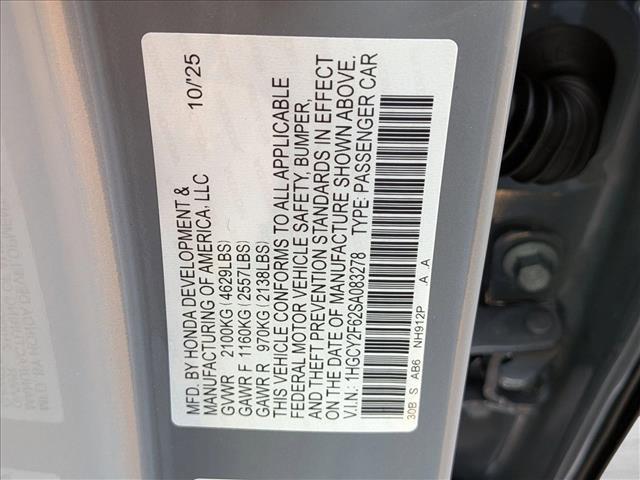 MFD. BY HONDA DEVELOPMENT & 10/'25
MANUFACTURING OF AMERICA, LLC
GVWR 2100KG (4629LBS)
GAWR F 1160KG (2557LBS)
GAWR R 970KG (2138LBS)
THIS VEHICLE CONFORMS TO ALL APPLICABLE
FEDERAL MOTOR VEHICLE SAFETY, BUMPER,
AND THEFT PREVENTION STANDARDS IN EFFECT
ON THE DATE OF MANUFACTURE SHOWN ABOVE.
V.I.N.: 1HGCY2F62SA083278 TYPE: PASSENGER CAR
30B S AB6 NH912P A A